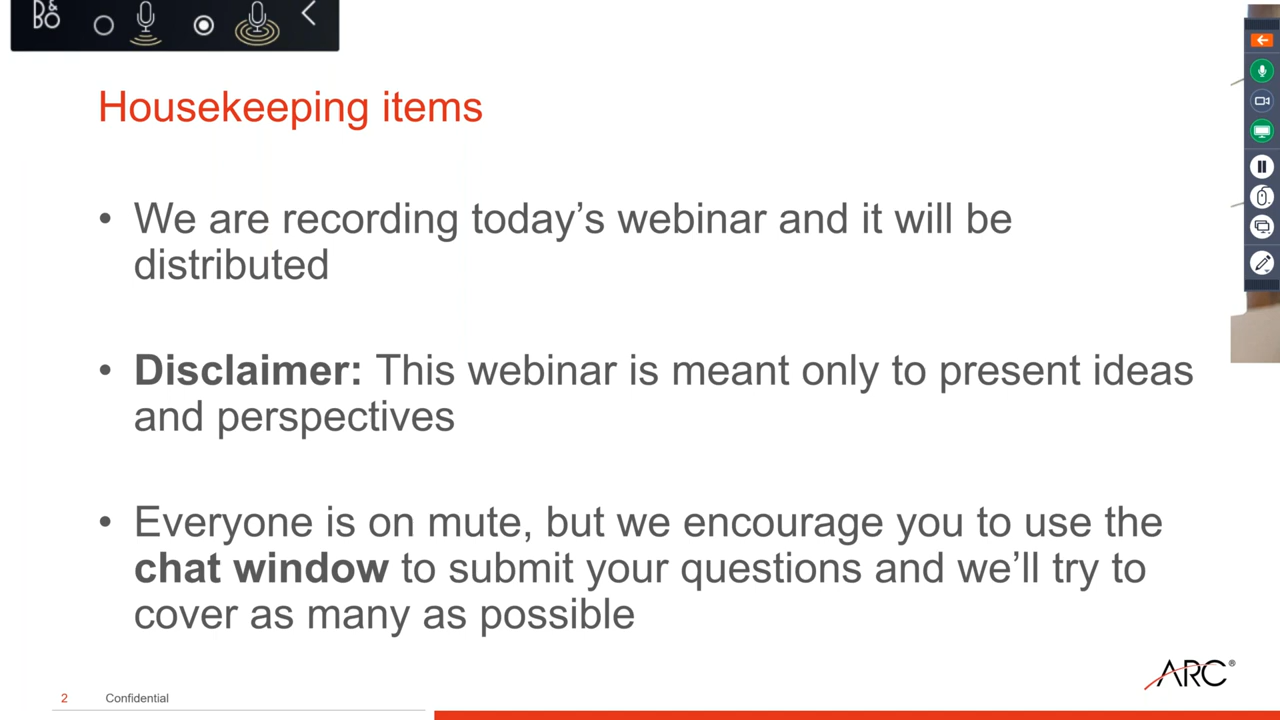 B&O
Housekeeping items
• We are recording today’s webinar and it will be
distributed
• Disclaimer: This webinar is meant only to present ideas
and perspectives
• Everyone is on mute, but we encourage you to use the
chat window to submit your questions and we’ll try to
cover as many as possible
ARC®
2 Confidential